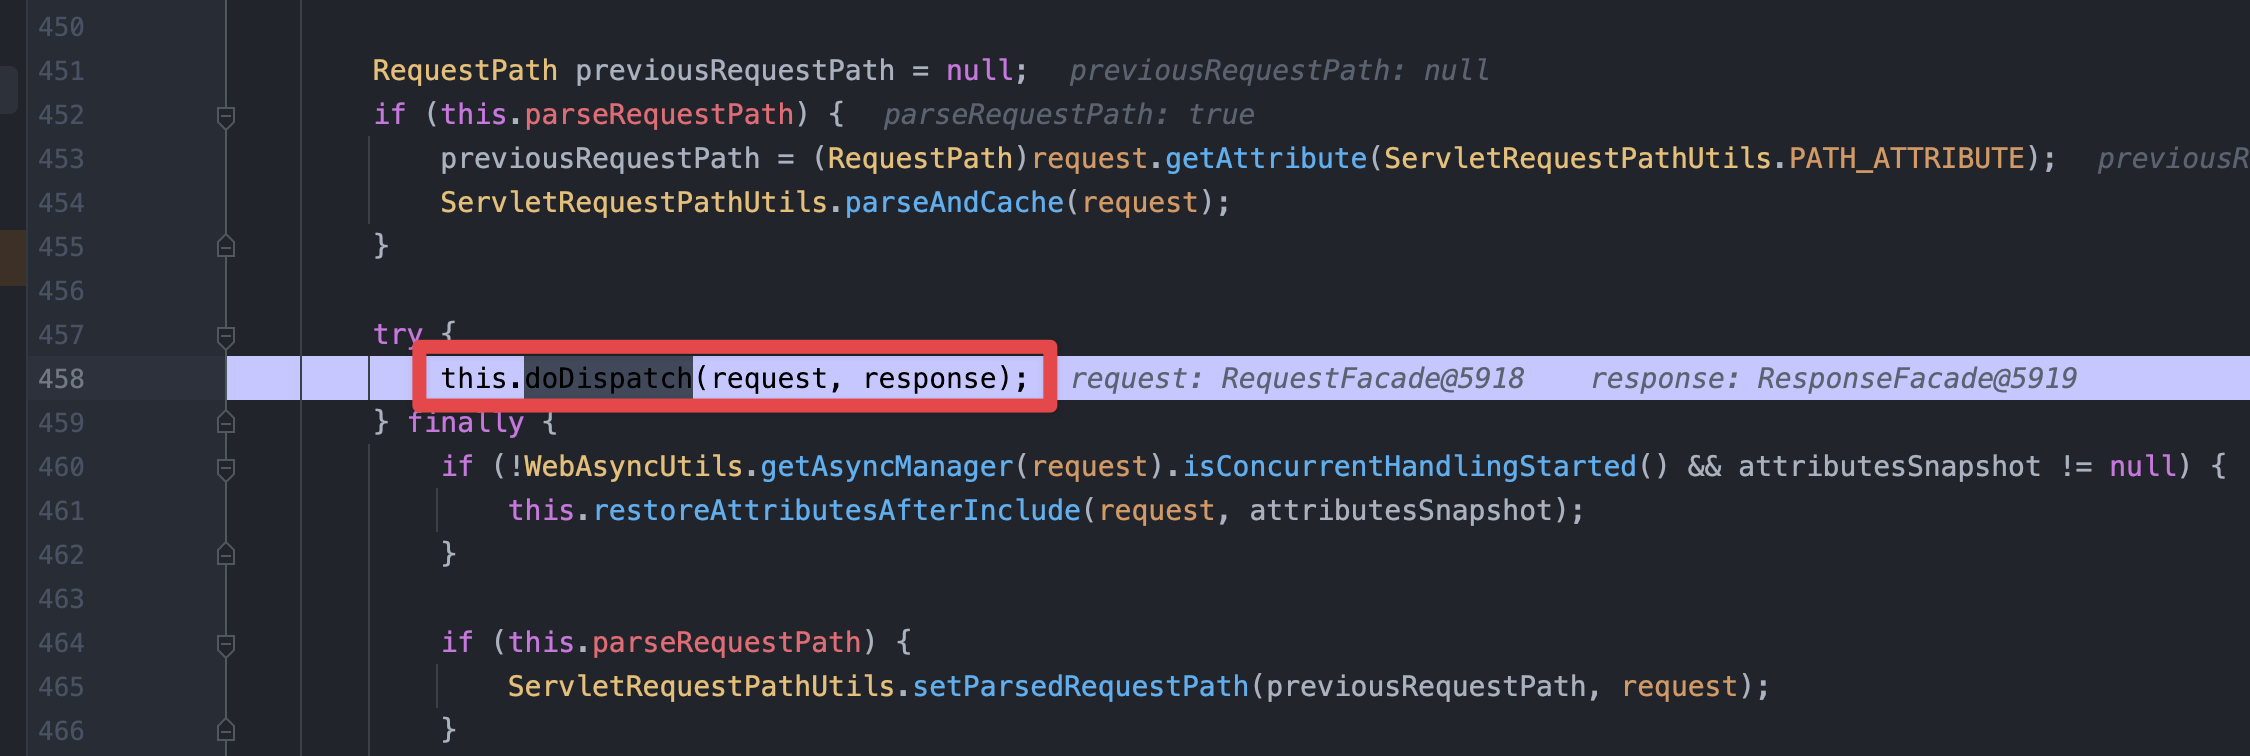 450
451 RequestPath previousRequestPath = null; previousRequestPath: null
452 if (this.parseRequestPath) { parseRequestPath: true
453 previousRequestPath = (RequestPath)request.getAttribute(ServletRequestPathUtils.PATH_ATTRIBUTE); previousR
454 ServletRequestPathUtils.parseAndCache(request);
455 }
456
457 try {
458 this.doDispatch(request, response); request: RequestFacade@5918 response: ResponseFacade@5919
459 } finally {
460 if (!WebAsyncUtils.getAsyncManager(request).isConcurrentHandlingStarted() && attributesSnapshot != null) {
461 this.restoreAttributesAfterInclude(request, attributesSnapshot);
462 }
463
464 if (this.parseRequestPath) {
465 ServletRequestPathUtils.setParsedRequestPath(previousRequestPath, request);
466 }